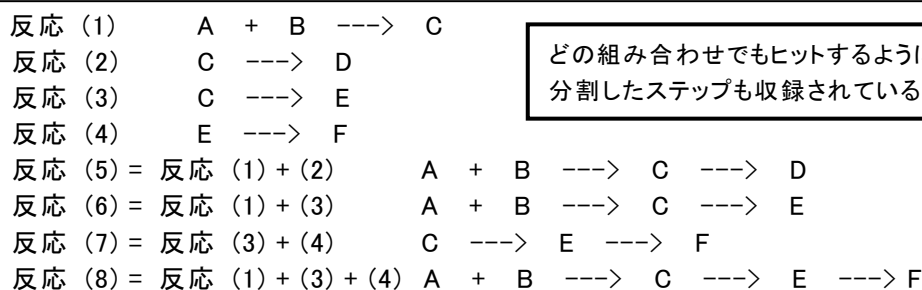 反応 (1) A + B ---> C
反応 (2) C ---> D
反応 (3) C ---> E
反応 (4) E ---> F
反応 (5) = 反応 (1) + (2) A + B ---> C ---> D
反応 (6) = 反応 (1) + (3) A + B ---> C ---> E
反応 (7) = 反応 (3) + (4) C ---> E ---> F
反応 (8) = 反応 (1) + (3) + (4) A + B ---> C ---> E ---> F
どの組み合わせでもヒットするよう
分割したステップも収録されている